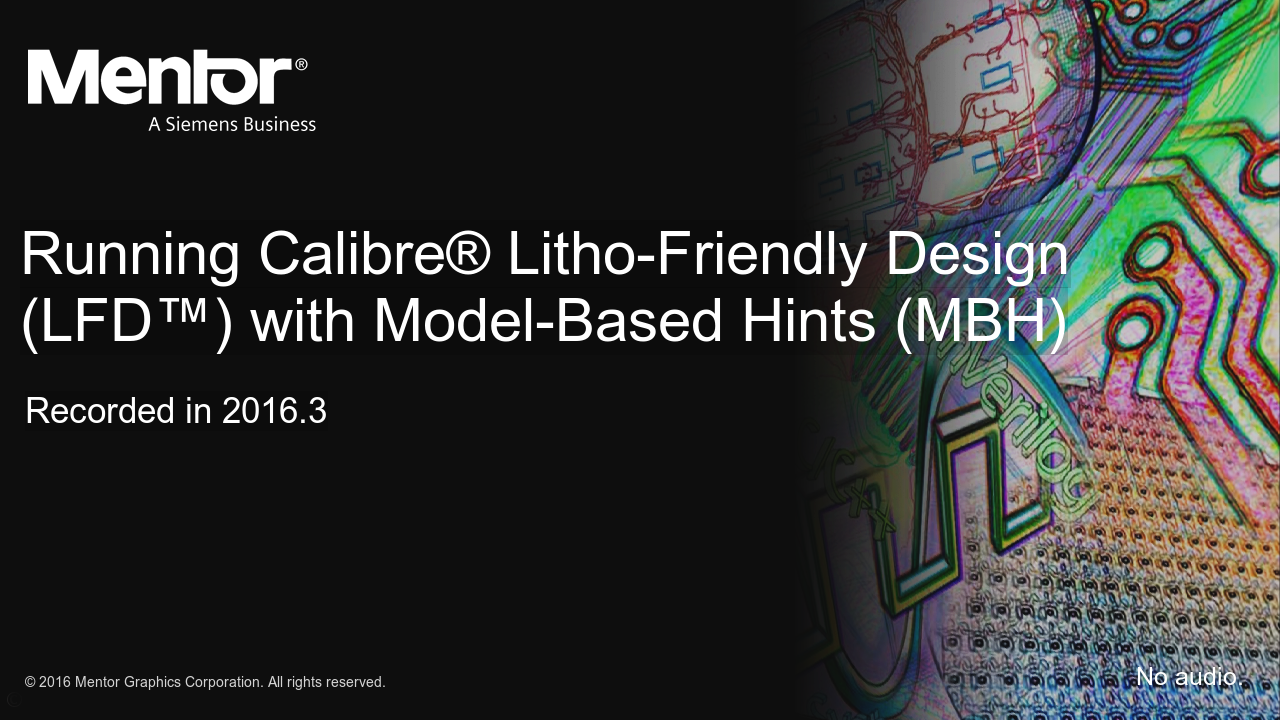 Mentor®
A Siemens Business
Running Calibre® Litho-Friendly Design
(LFD™) with Model-Based Hints (MBH)
Recorded in 2016.3
Verilog
C++
© 2016 Mentor Graphics Corporation. All rights reserved.
No audio.